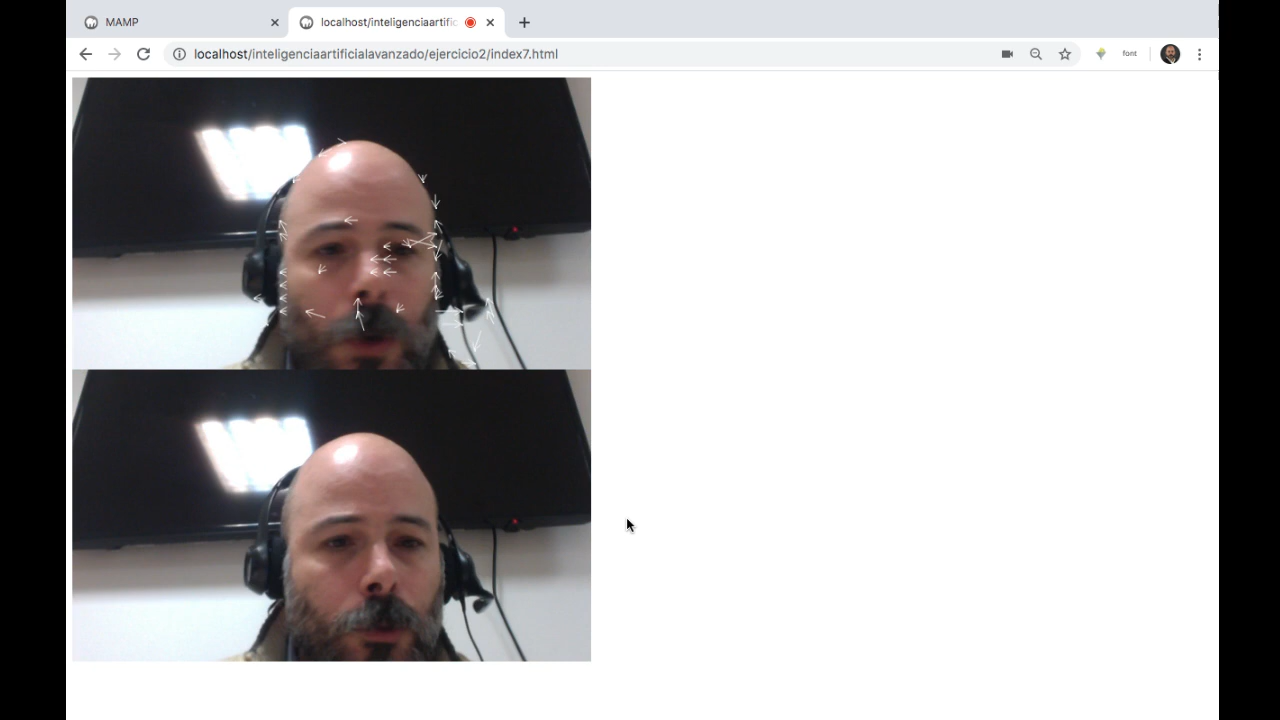 MAMP
localhost/inteligenciaartific
localhost/inteligenciaartificialavanzado/ejercicio2/index7.html
font